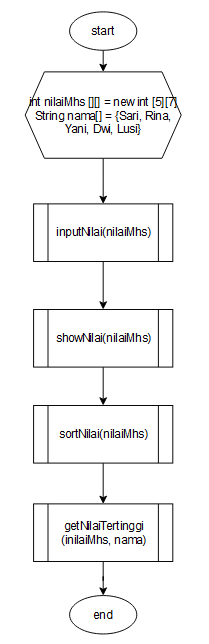 start
int nilaiMhs [][] = new int [5][7]
String nama[] = {Sari, Rina,
Yani, Dwi, Lusi}
inputNilai(nilaiMhs)
showNilai(nilaiMhs)
sortNilai(nilaiMhs)
getNilaiTertinggi
(inilaiMhs, nama)
end